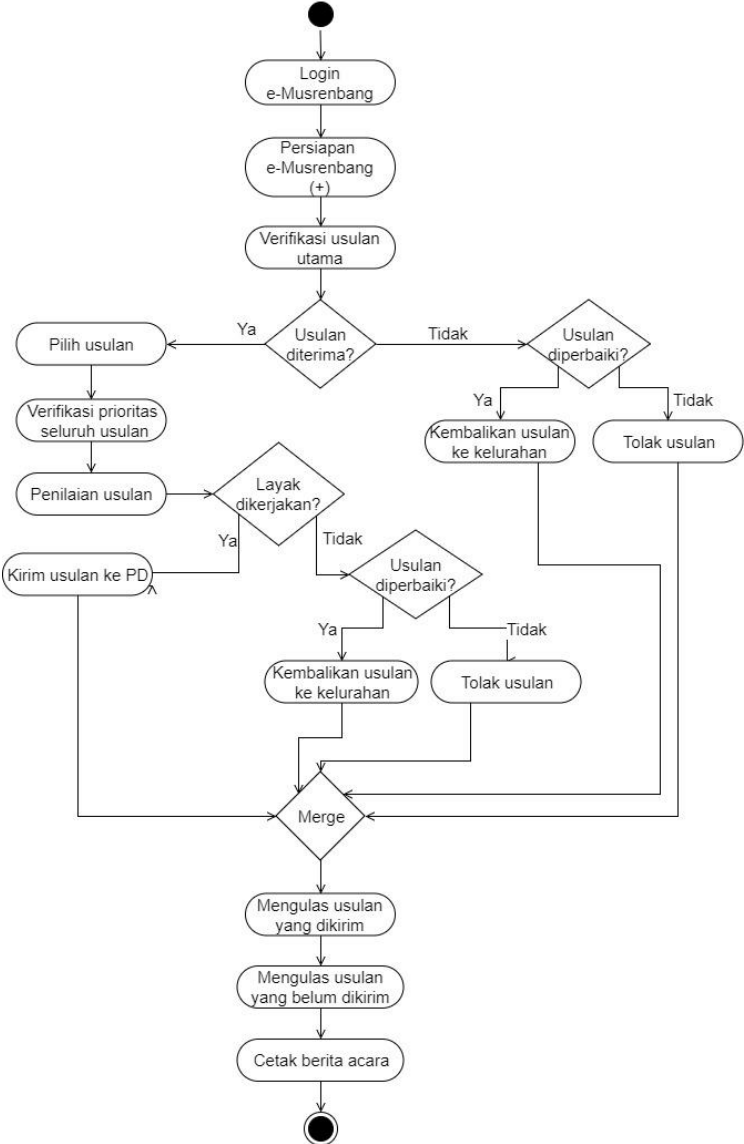 Login
e-Musrenbang
Persiapan
e-Musrenbang
(+)
Verifikasi usulan
utama
Usulan
diterima?
Ya
Tidak
Pilih usulan
Usulan
diperbaiki?
Ya
Tidak
Verifikasi prioritas
seluruh usulan
Kembalikan usulan
ke kelurahan
Tolak usulan
Penilaian usulan
Layak
dikerjakan?
Ya
Tidak
Kirim usulan ke PD
Usulan
diperbaiki?
Ya
Tidak
Kembalikan usulan
ke kelurahan
Tolak usulan
Merge
Mengulas usulan
yang dikirim
Mengulas usulan
yang belum dikirim
Cetak berita acara